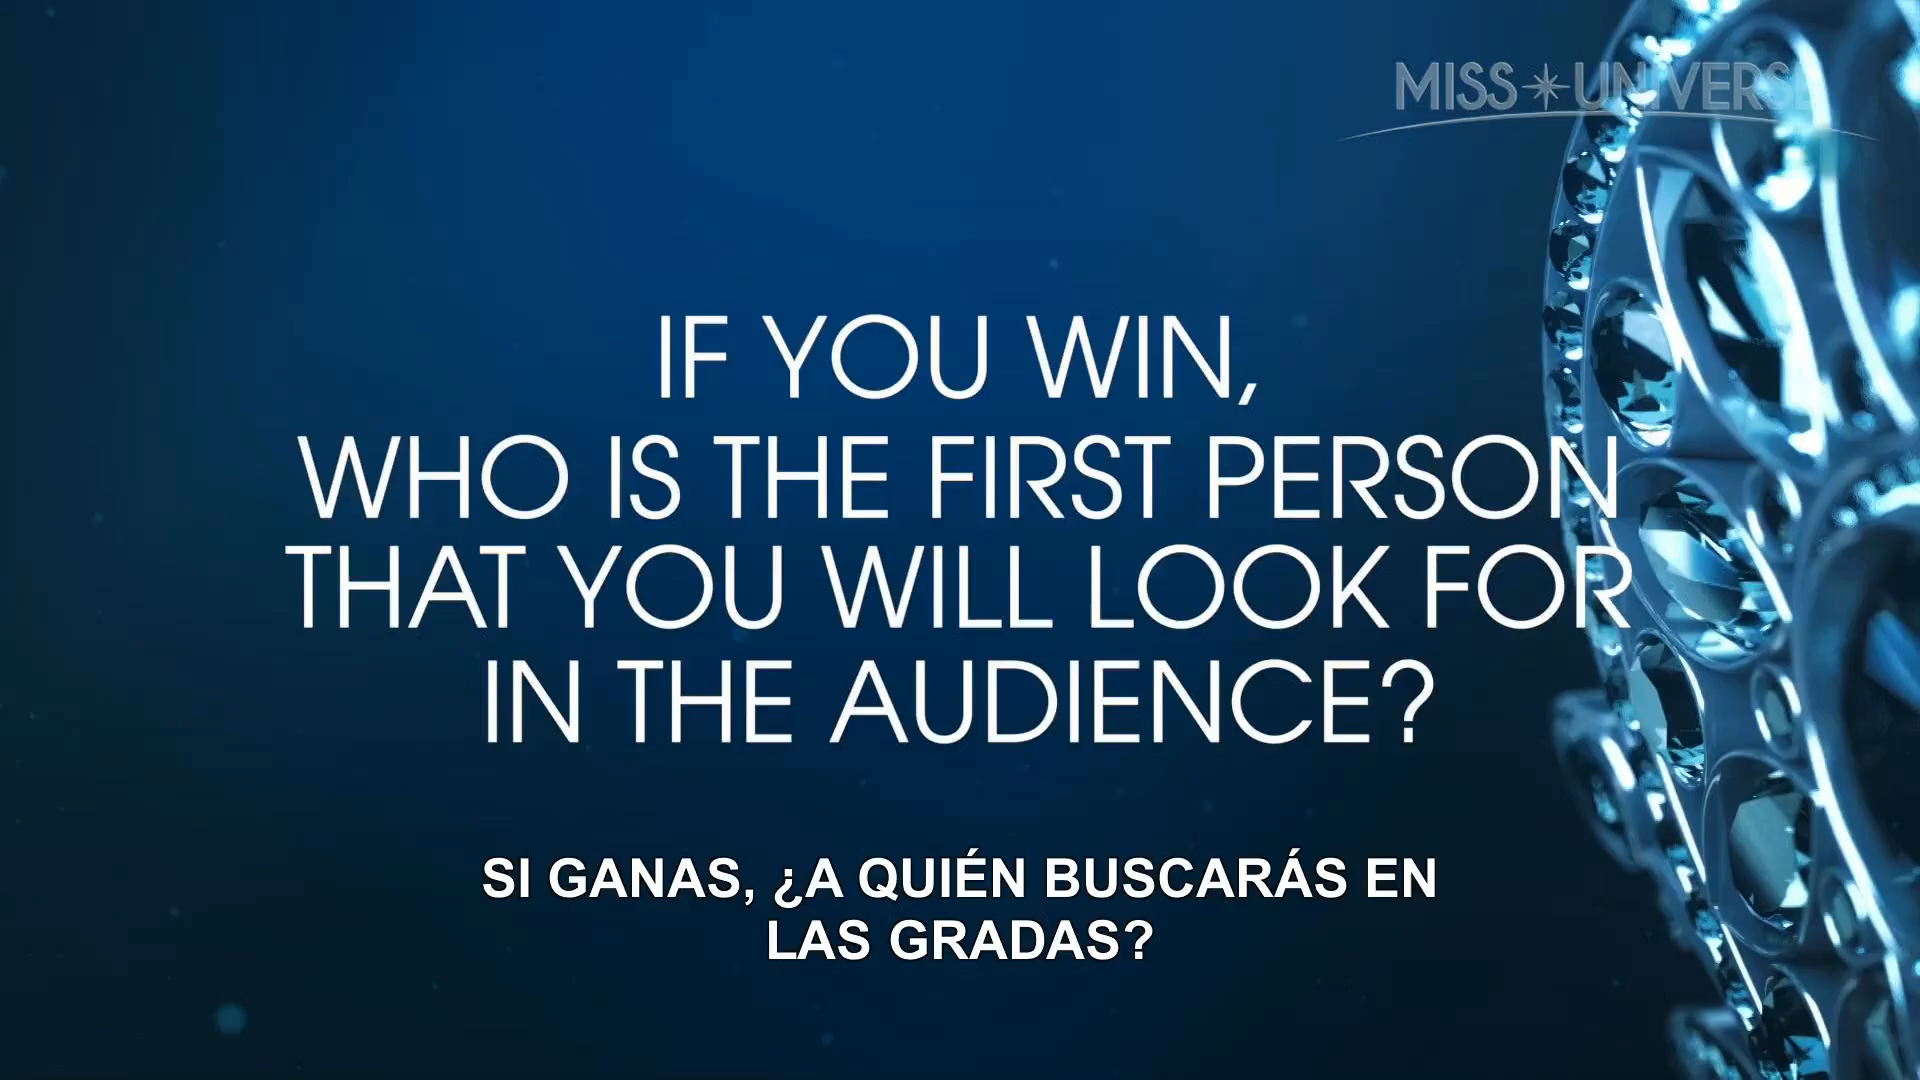 MISS UNIVERSE
IF YOU WIN,
WHO IS THE FIRST PERSON
THAT YOU WILL LOOK FOR
IN THE AUDIENCE?
SI GANAS, ¿A QUIÉN BUSCARÁS EN
LAS GRADAS?